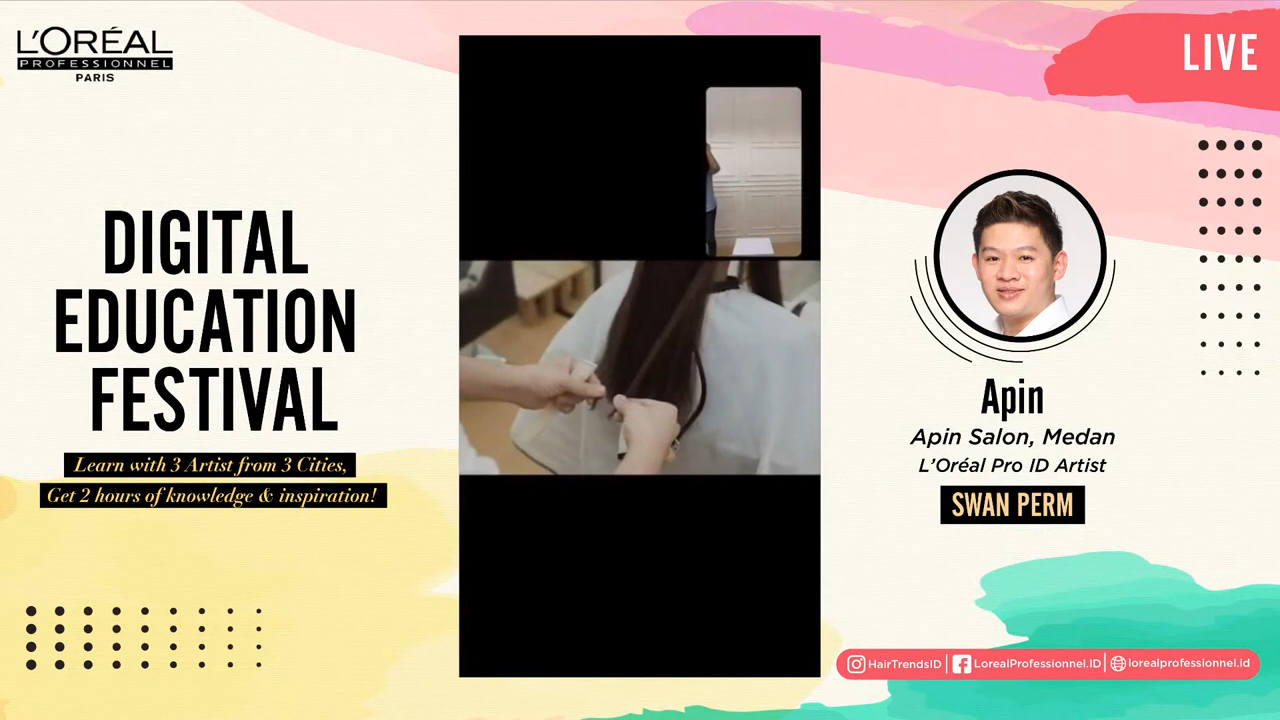 L'ORÉAL
PROFESSIONNEL
PARIS
LIVE
DIGITAL
EDUCATION
FESTIVAL
Learn with 3 Artist from 3 Cities,
Get 2 hours of knowledge & inspiration!
Apin
Apin Salon, Medan
L'Oréal Pro ID Artist
SWAN PERM
HairTrendsID | LorealProfessionnel.ID | lorealprofessionnel.id